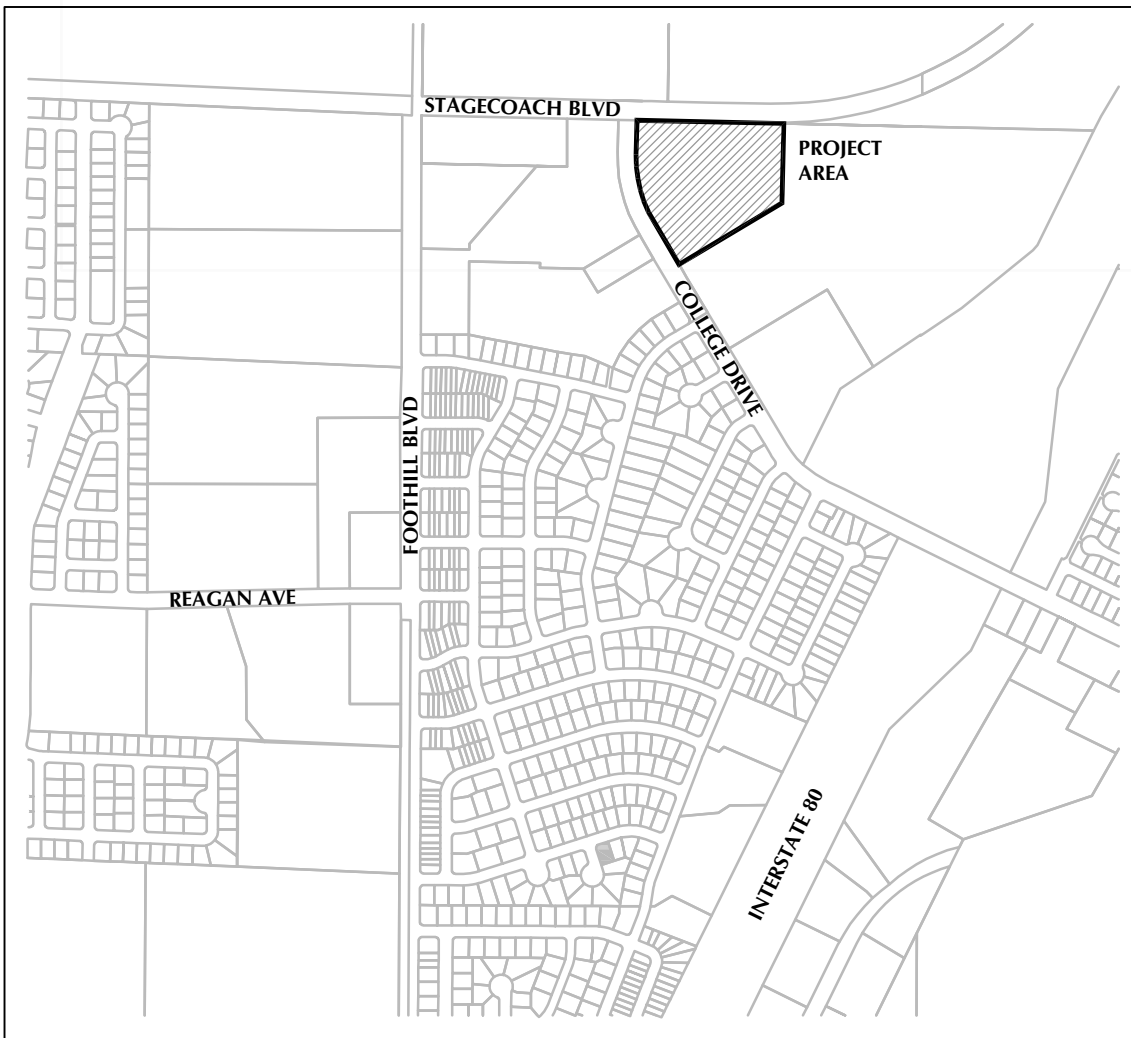 STAGECOACH BLVD
PROJECT
AREA
COLLEGE DRIVE
FOOTHILL BLVD
REAGAN AVE
INTERSTATE 80